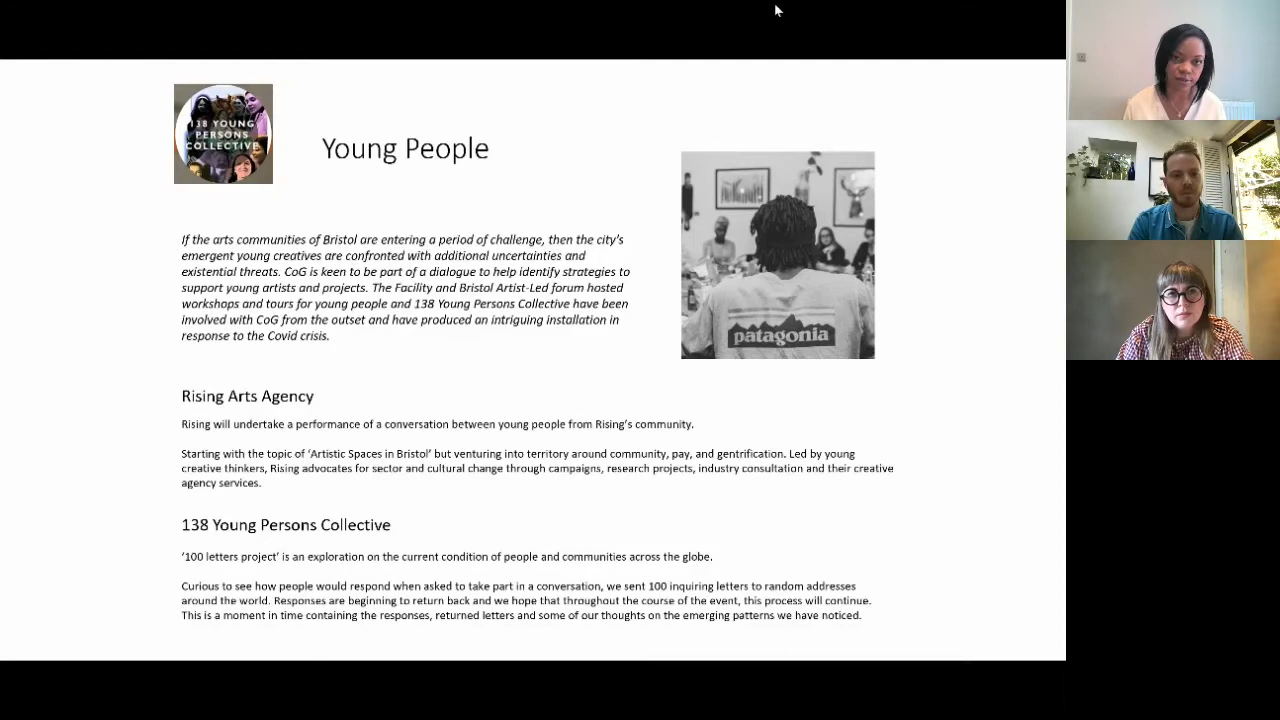 138 YOUNG
PERSONS
COLLECTIVE
Young People
patagonia
If the arts communities of Bristol are entering a period of challenge, then the city's
emergent young creatives are confronted with additional uncertainties and
existential threats. CoG is keen to be part of a dialogue to help identify strategies to
support young artists and projects. The Facility and Bristol Artist-Led forum hosted
workshops and tours for young people and 138 Young Persons Collective have been
involved with CoG from the outset and have produced an intriguing installation in
response to the Covid crisis.
Rising Arts Agency
Rising will undertake a performance of a conversation between young people from Rising's community.
Starting with the topic of 'Artistic Spaces in Bristol' but venturing into territory around community, pay, and gentrification. Led by young
creative thinkers, Rising advocates for sector and cultural change through campaigns, research projects, industry consultation and their creative
agency services.
138 Young Persons Collective
'100 letters project' is an exploration on the current condition of people and communities across the globe.
Curious to see how people would respond when asked to take part in a conversation, we sent 100 inquiring letters to random addresses
around the world. Responses are beginning to return back and we hope that throughout the course of the event, this process will continue.
This is a moment in time containing the responses, returned letters and some of our thoughts on the emerging patterns we have noticed.